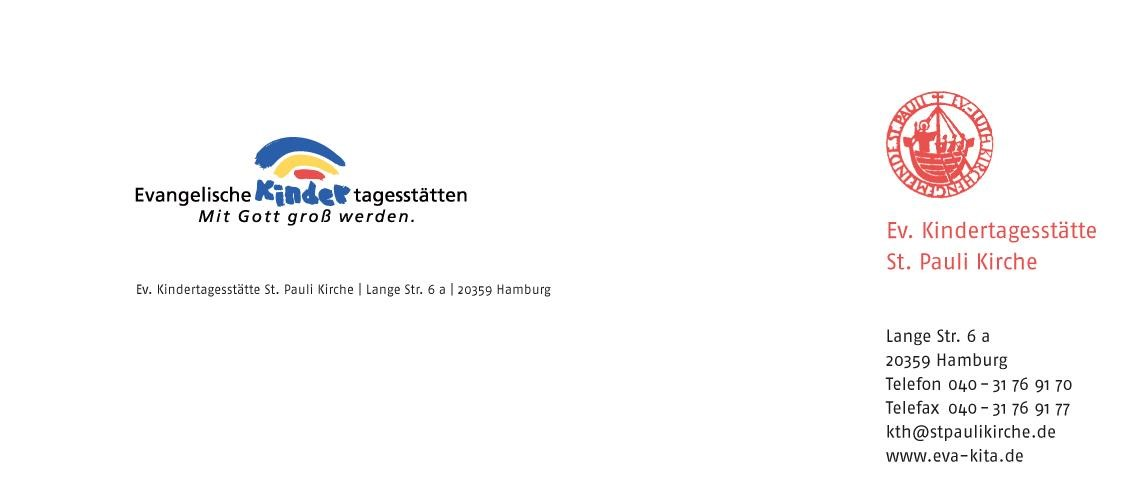 Evangelische Kinder tagesstätten
Mit Gott groß werden.
Ev. Kindertagesstätte St. Pauli Kirche | Lange Str. 6 a | 20359 Hamburg
EV.-LUTH. KIRCHENGEMEINDE ST. PAULI
Ev. Kindertagesstätte
St. Pauli Kirche
Lange Str. 6 a
20359 Hamburg
Telefon 040 – 31 76 91 70
Telefax 040 – 31 76 91 77
kth@stpaulikirche.de
www.eva-kita.de